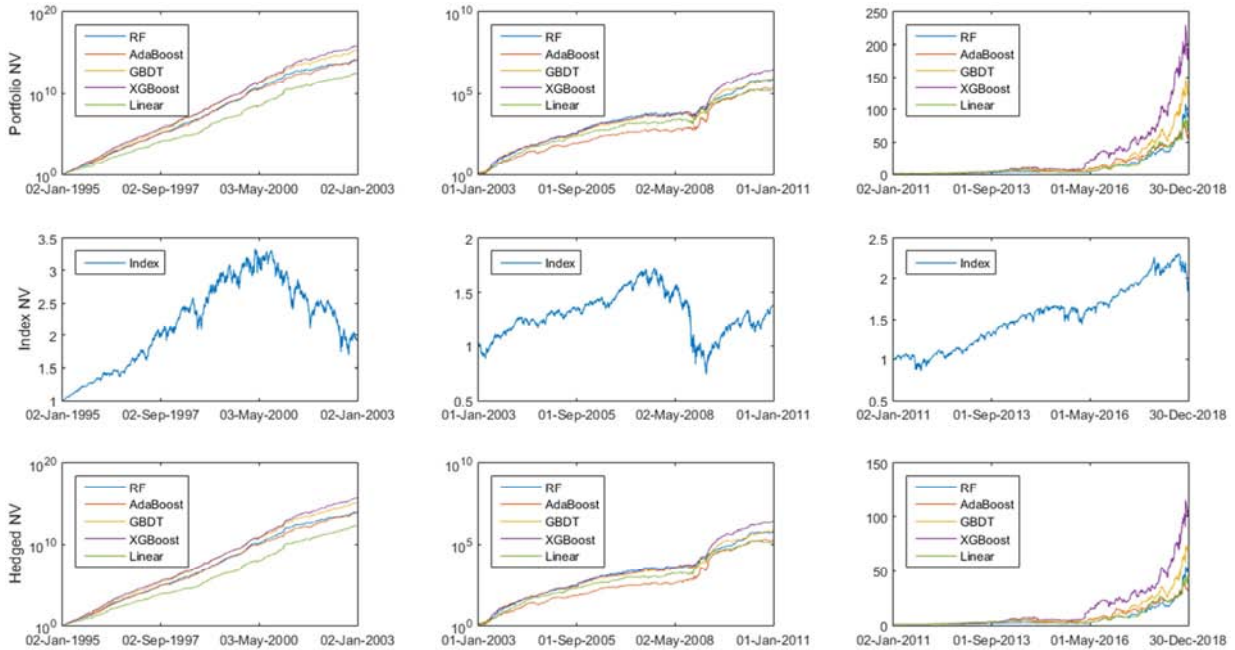 Portfolio NV
10^20
10^10
10^0
RF
AdaBoost
GBDT
XGBoost
Linear
02-Jan-1995 02-Sep-1997 03-May-2000 02-Jan-2003
10^10
10^5
10^0
RF
AdaBoost
GBDT
XGBoost
Linear
01-Jan-2003 01-Sep-2005 02-May-2008 01-Jan-2011
250
200
150
100
50
0
RF
AdaBoost
GBDT
XGBoost
Linear
02-Jan-2011 01-Sep-2013 01-May-2016 30-Dec-2018
Index NV
3.5
3
2.5
2
1.5
1
Index
02-Jan-1995 02-Sep-1997 03-May-2000 02-Jan-2003
2
1.5
1
0.5
Index
01-Jan-2003 01-Sep-2005 02-May-2008 01-Jan-2011
2.5
2
1.5
1
0.5
Index
02-Jan-2011 01-Sep-2013 01-May-2016 30-Dec-2018
Hedged NV
10^20
10^10
10^0
RF
AdaBoost
GBDT
XGBoost
Linear
02-Jan-1995 02-Sep-1997 03-May-2000 02-Jan-2003
10^10
10^5
10^0
RF
AdaBoost
GBDT
XGBoost
Linear
01-Jan-2003 01-Sep-2005 02-May-2008 01-Jan-2011
150
100
50
0
RF
AdaBoost
GBDT
XGBoost
Linear
02-Jan-2011 01-Sep-2013 01-May-2016 30-Dec-2018